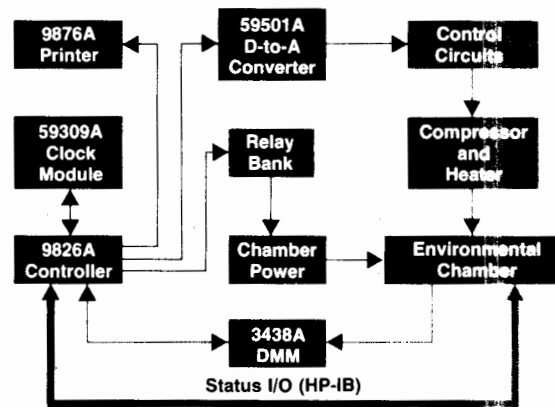 9876A
Printer
59501A
D-to-A
Converter
Control
Circuits
59309A
Clock
Module
Relay
Bank
Compressor
and
Heater
9826A
Controller
Chamber
Power
Environmental
Chamber
3438A
DMM
Status I/O (HP-IB)